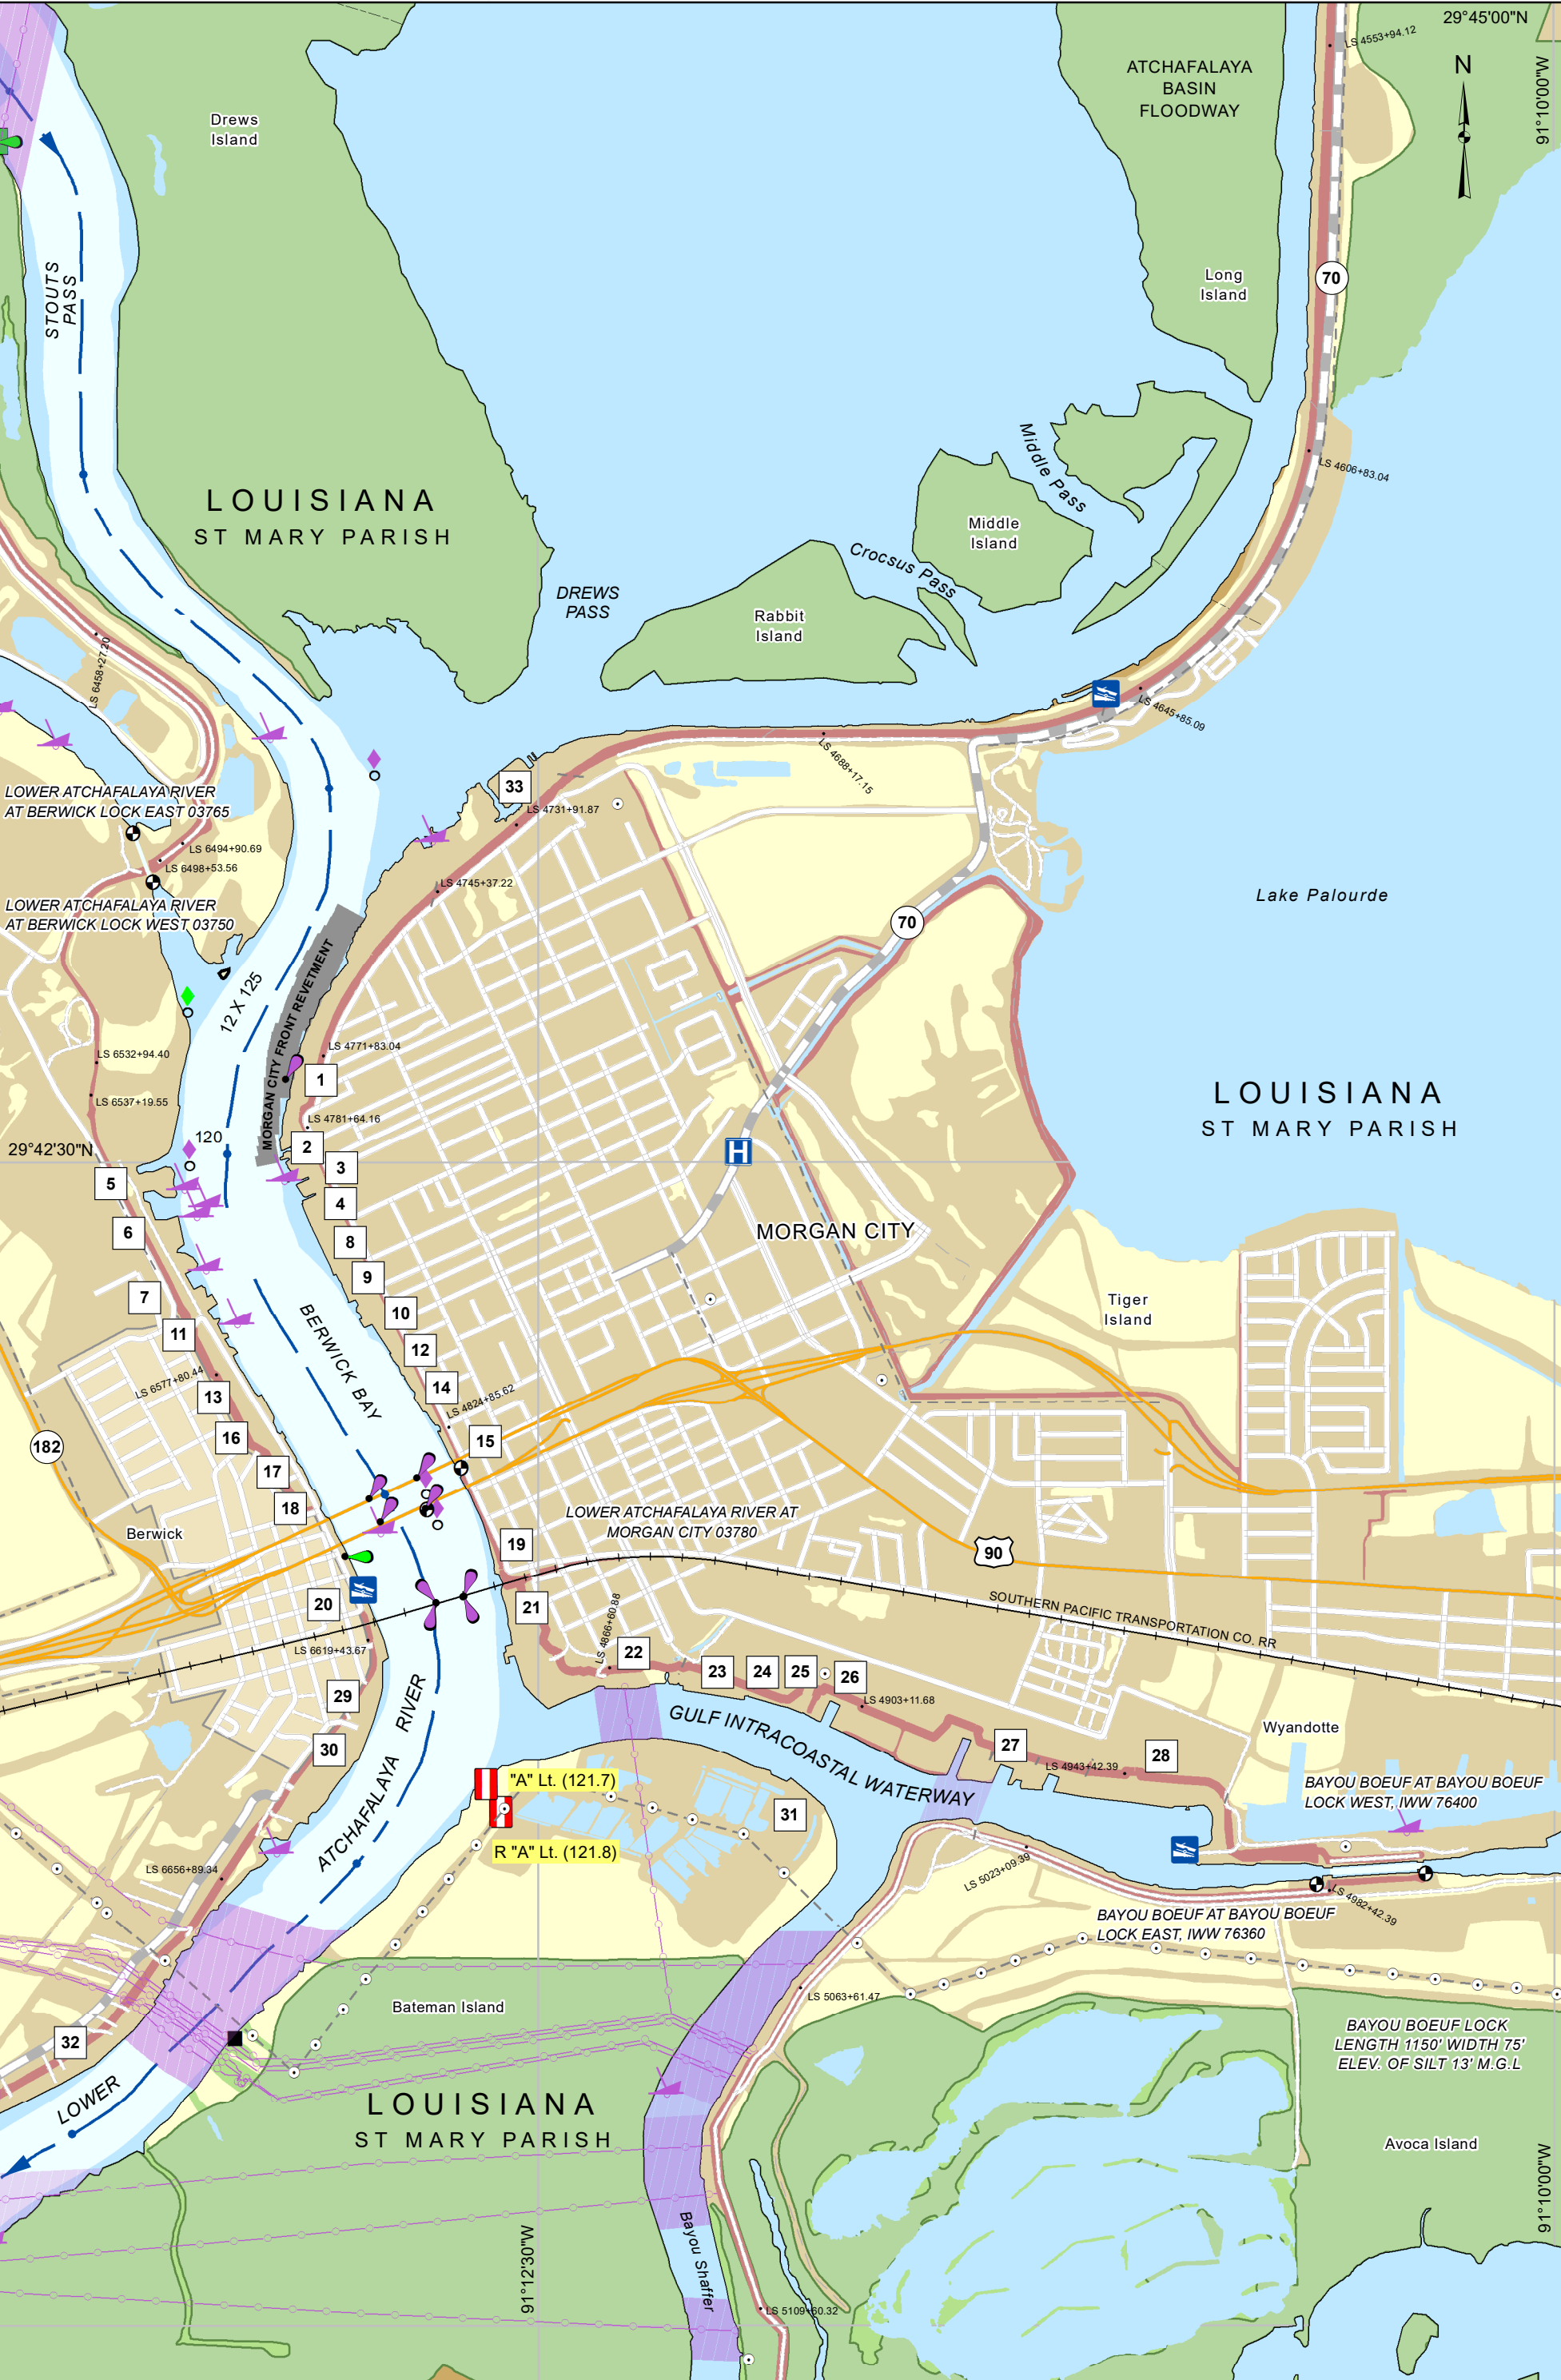 29°45'00"N
LS 4553+94.12
N
91°10'00"W
ATCHAFALAYA
BASIN
FLOODWAY
Drews
Island
STOUTS
PASS
Long
Island
70
Middle Pass
LS 4606+83.04
LOUISIANA
ST MARY PARISH
Middle
Island
Crocsus Pass
DREWS
PASS
Rabbit
Island
LS 6458+27.20
LS 4645+85.09
LS 4688+17.15
33
LS 4731+91.87
LOWER ATCHAFALAYA RIVER
AT BERWICK LOCK EAST 03765
LS 6494+90.69
LS 6498+53.56
LS 4745+37.22
LOWER ATCHAFALAYA RIVER
AT BERWICK LOCK WEST 03750
70
Lake Palourde
12 X 125
MORGAN CITY FRONT REVETMENT
LS 4771+83.04
LS 6532+94.40
1
LS 6537+19.55
LOUISIANA
ST MARY PARISH
LS 4781+64.16
120
29°42'30"N
2
H
3
5
4
6
MORGAN CITY
8
9
7
10
Tiger
Island
11
12
BERWICK BAY
LS 6577+80.44
14
13
LS 4824+85.62
16
15
182
17
18
LOWER ATCHAFALAYA RIVER AT
MORGAN CITY 03780
Berwick
19
90
20
21
SOUTHERN PACIFIC TRANSPORTATION CO. RR
LS 6619+43.67
LS 4866+60.88
22
23
24
25
26
29
LS 4903+11.68
GULF INTRACOASTAL WATERWAY
Wyandotte
30
27
28
LS 4943+42.39
"A" Lt. (121.7)
R "A" Lt. (121.8)
31
BAYOU BOEUF AT BAYOU BOEUF
LOCK WEST, IWW 76400
LOWER ATCHAFALAYA RIVER
LS 6656+89.34
LS 5023+09.39
LS 4982+42.39
BAYOU BOEUF AT BAYOU BOEUF
LOCK EAST, IWW 76360
LS 5063+61.47
Bateman Island
32
BAYOU BOEUF LOCK
LENGTH 1150' WIDTH 75'
ELEV. OF SILT 13' M.G.L
LOUISIANA
ST MARY PARISH
Avoca Island
91°12'30"W
Bayou Shaffer
91°10'00"W
LS 5109+60.32